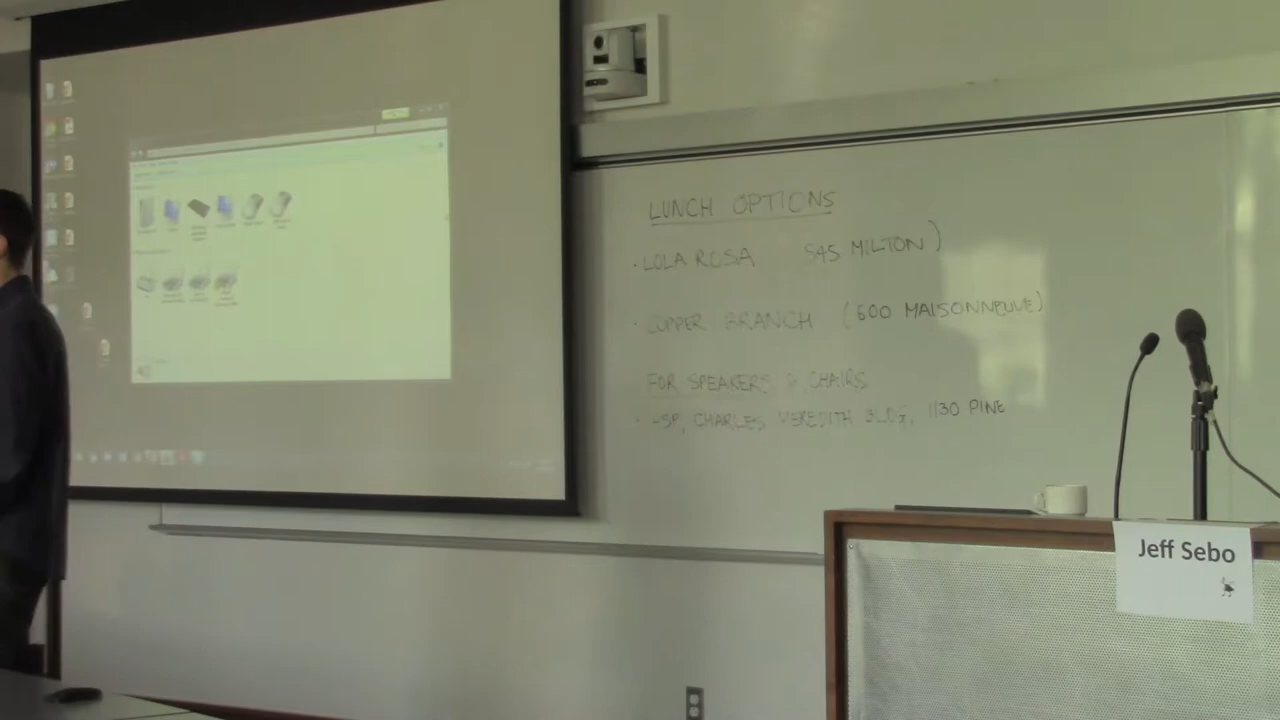 LUNCH OPTIONS
· LOLA ROSA 545 MILTON)
· COPPER BRANCH (600 MAISONNEUVE)
FOR SPEAKERS & CHAIRS
· CHARLES MEREDITH BLDG, 1130 PINE
Jeff Sebo